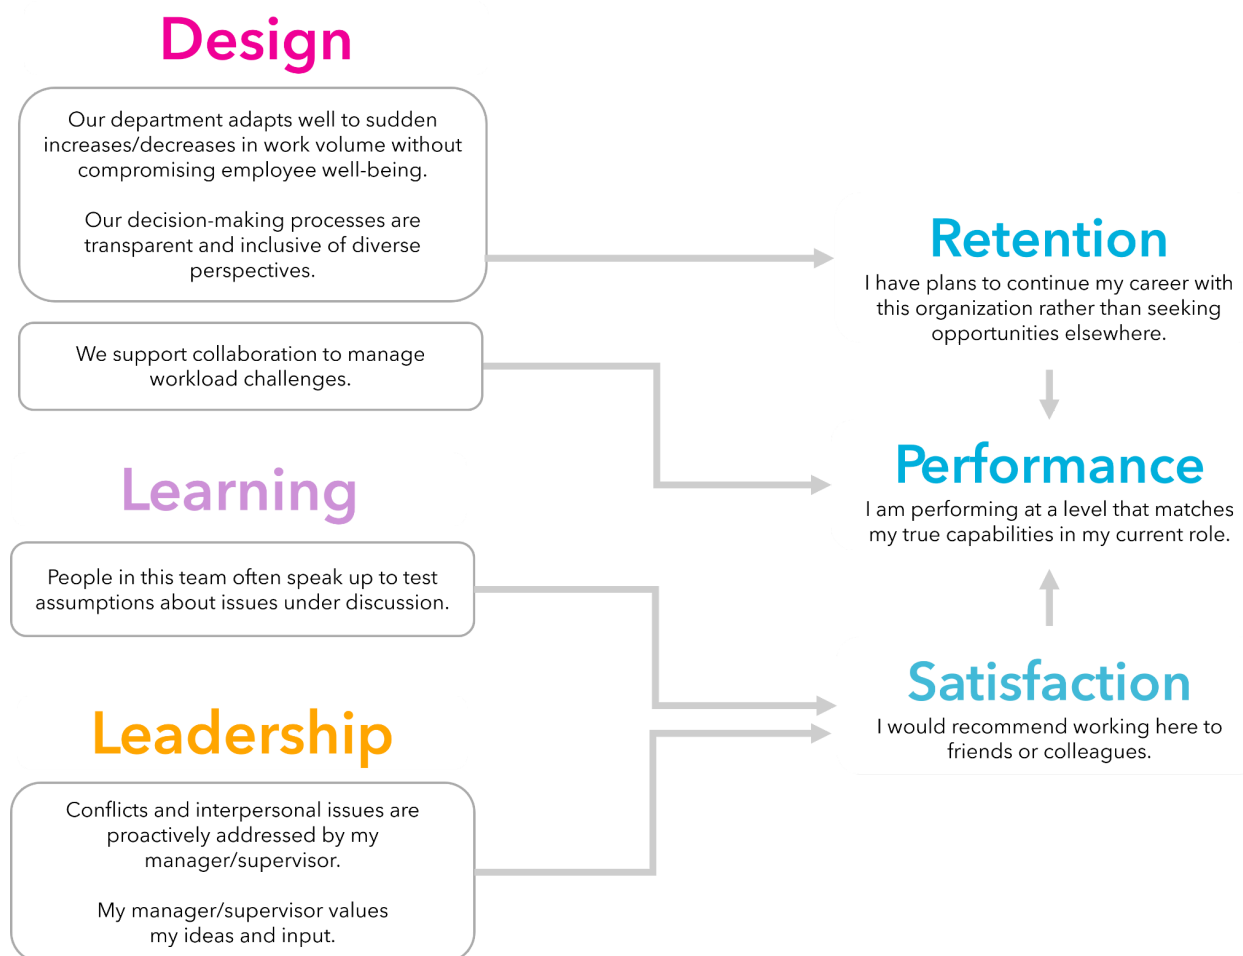 Design
Our department adapts well to sudden
increases/decreases in work volume without
compromising employee well-being.
Our decision-making processes are
transparent and inclusive of diverse
perspectives.
We support collaboration to manage
workload challenges.
Learning
People in this team often speak up to test
assumptions about issues under discussion.
Leadership
Conflicts and interpersonal issues are
proactively addressed by my
manager/supervisor.
My manager/supervisor values
my ideas and input.
Retention
I have plans to continue my career with
this organization rather than seeking
opportunities elsewhere.
Performance
I am performing at a level that matches
my true capabilities in my current role.
Satisfaction
I would recommend working here to
friends or colleagues.